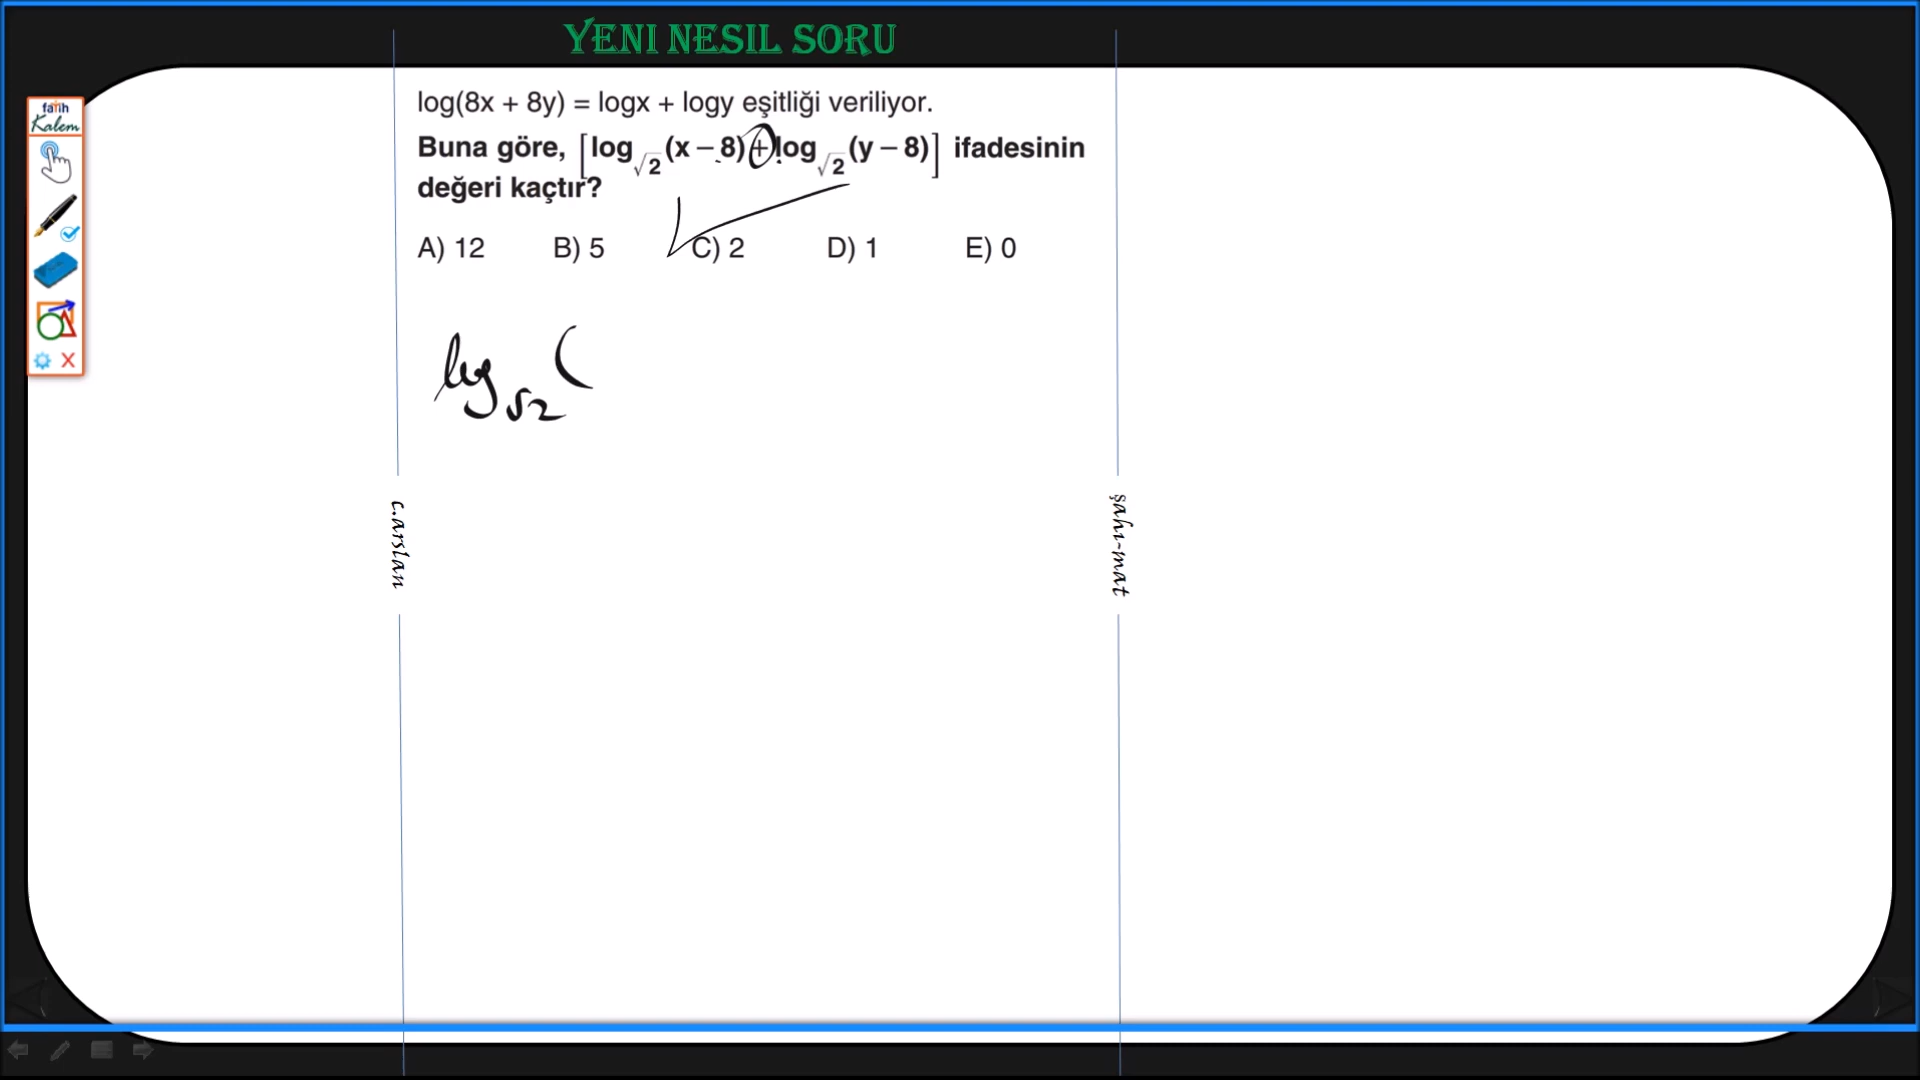 YENI NESIL SORU
fatih
Kalem
log(8x + 8y) = logx + logy eşitliği veriliyor.
Buna göre, [log√2(x – 8) + log√2(y – 8)] ifadesinin
değeri kaçtır?
A) 12 B) 5 C) 2 D) 1 E) 0
log√2 (
c.arslan
şahı-mat